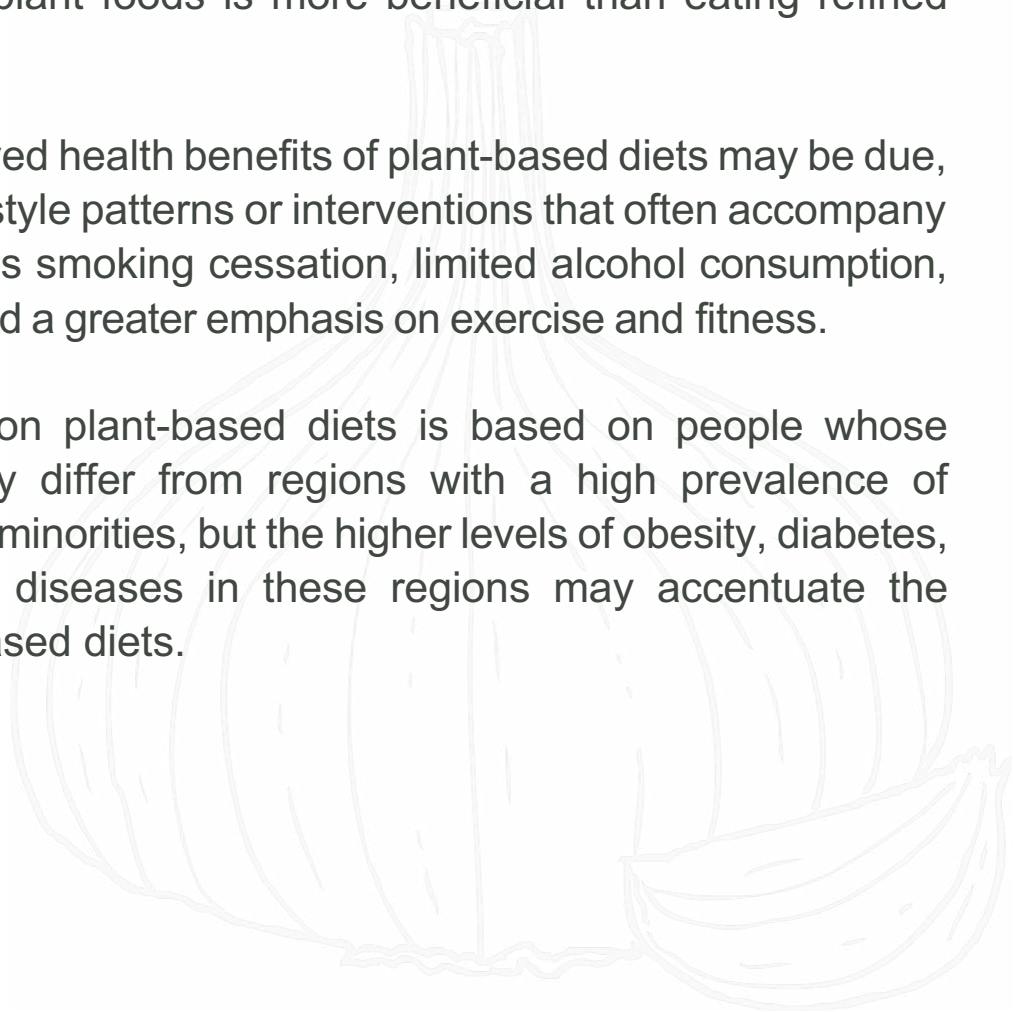 plant foods is more beneficial than eating refined
ed health benefits of plant-based diets may be due,
style patterns or interventions that often accompany
s smoking cessation, limited alcohol consumption,
d a greater emphasis on exercise and fitness.
on plant-based diets is based on people whose
y differ from regions with a high prevalence of
minorities, but the higher levels of obesity, diabetes,
diseases in these regions may accentuate the
ased diets.